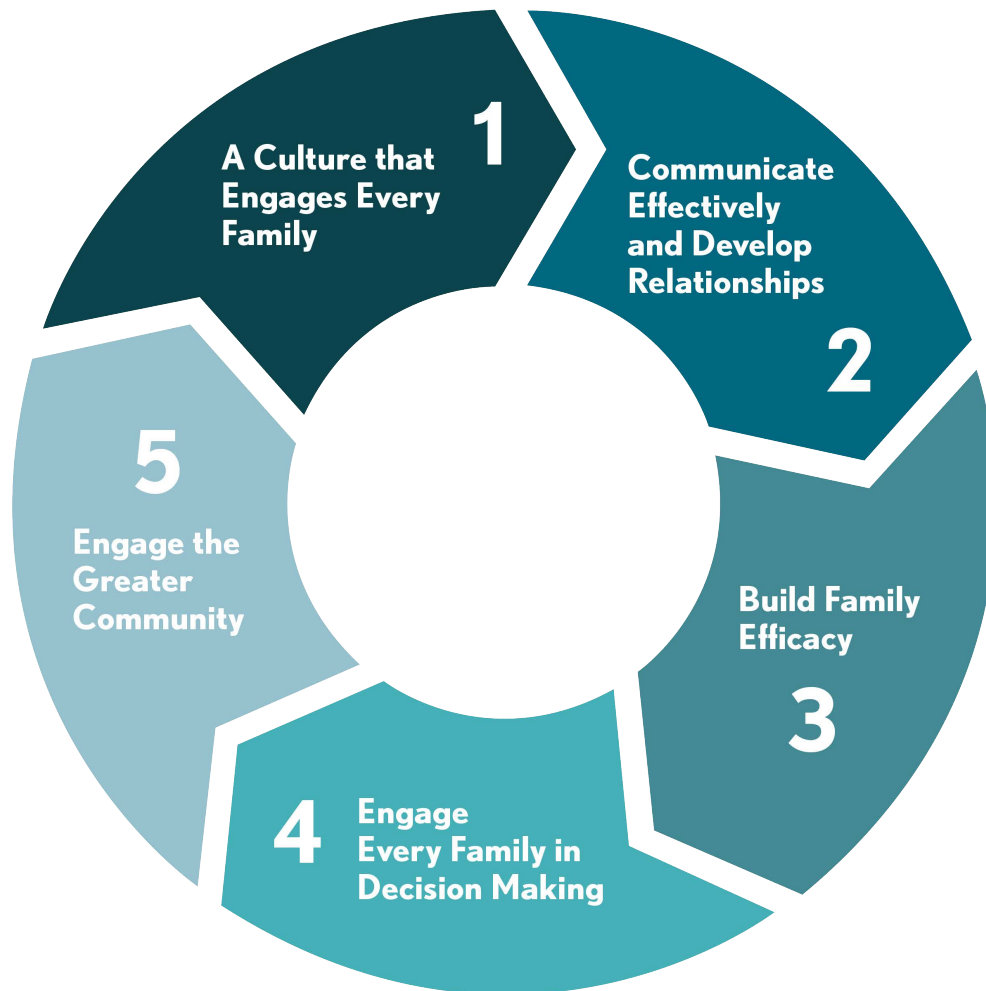 1
A Culture that
Engages Every
Family
Communicate
Effectively
and Develop
Relationships
2
Build Family
Efficacy
3
4
Engage
Every Family in
Decision Making
5
Engage the
Greater
Community